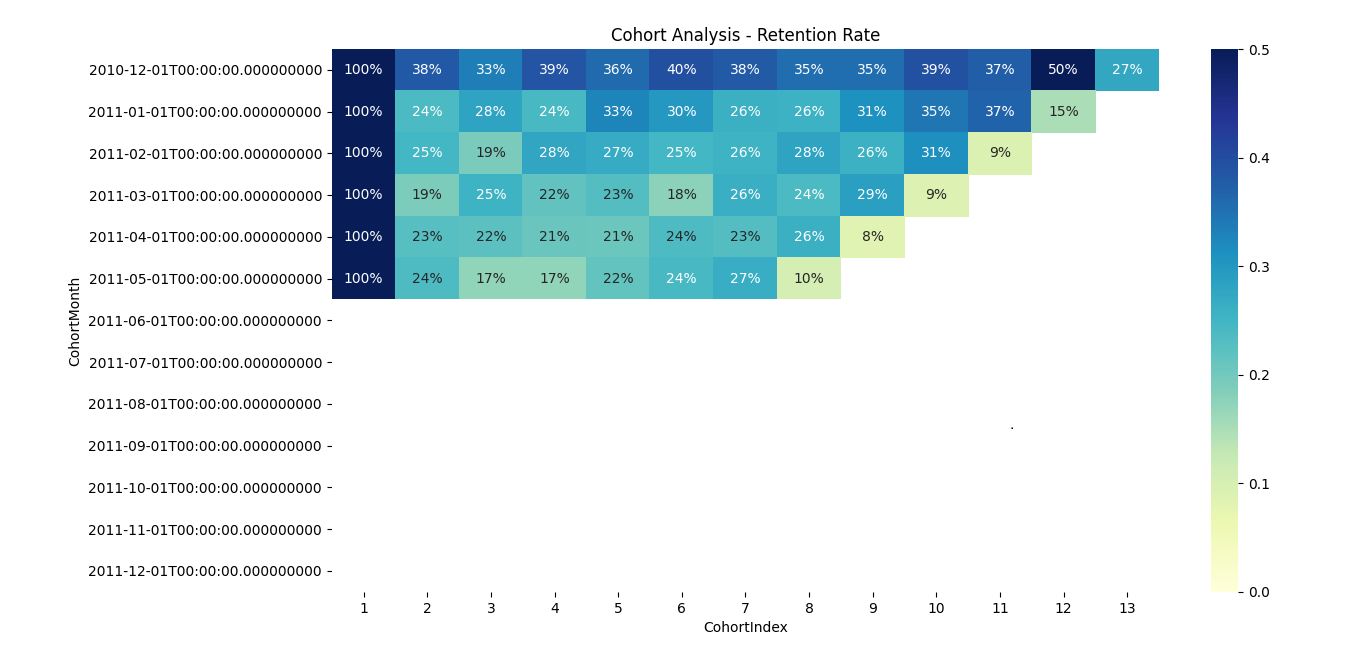 Cohort Analysis - Retention Rate
2010-12-01T00:00:00.000000000 100% 38% 33% 39% 36% 40% 38% 35% 35% 39% 37% 50% 27%
2011-01-01T00:00:00.000000000 100% 24% 28% 24% 33% 30% 26% 26% 31% 35% 37% 15%
2011-02-01T00:00:00.000000000 100% 25% 19% 28% 27% 25% 26% 28% 26% 31% 9%
2011-03-01T00:00:00.000000000 100% 19% 25% 22% 23% 18% 26% 24% 29% 9%
2011-04-01T00:00:00.000000000 100% 23% 22% 21% 21% 24% 23% 26% 8%
2011-05-01T00:00:00.000000000 100% 24% 17% 17% 22% 24% 27% 10%
2011-06-01T00:00:00.000000000
2011-07-01T00:00:00.000000000
2011-08-01T00:00:00.000000000
2011-09-01T00:00:00.000000000
2011-10-01T00:00:00.000000000
2011-11-01T00:00:00.000000000
2011-12-01T00:00:00.000000000
CohortMonth
1 2 3 4 5 6 7 8 9 10 11 12 13
CohortIndex
0.5
0.4
0.3
0.2
0.1
0.0